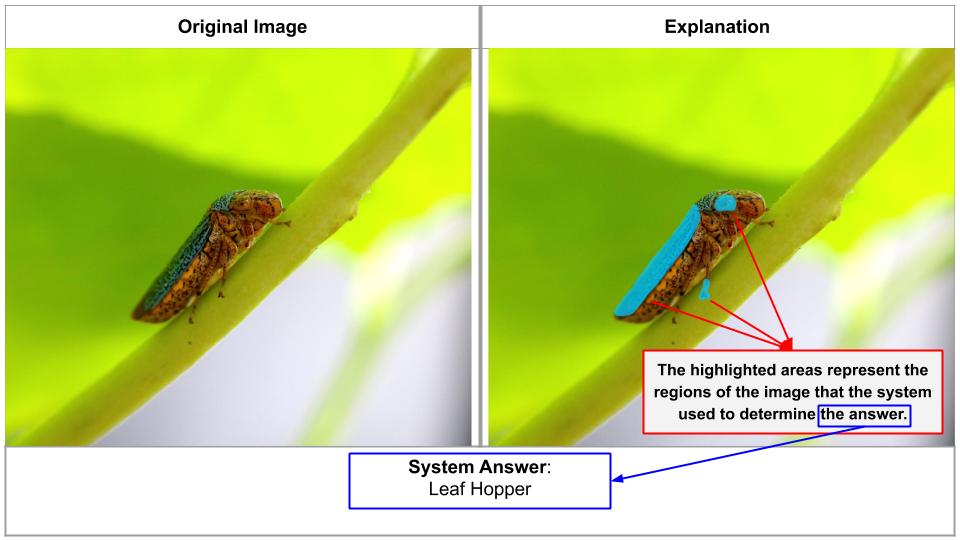 Original Image
Explanation
The highlighted areas represent the
regions of the image that the system
used to determine the answer.
System Answer:
Leaf Hopper